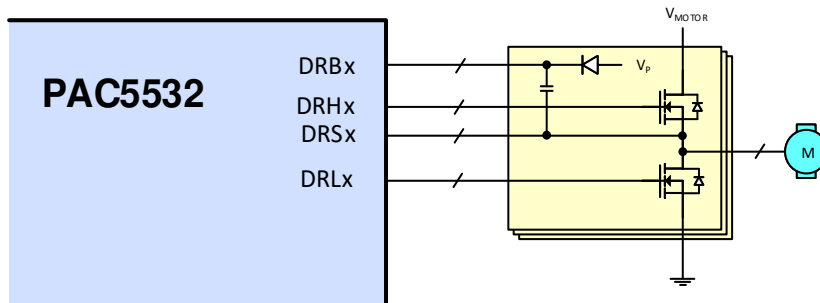 V_MOTOR
DRBx
V_P
PAC5532
DRHx
DRSx
M
DRLx